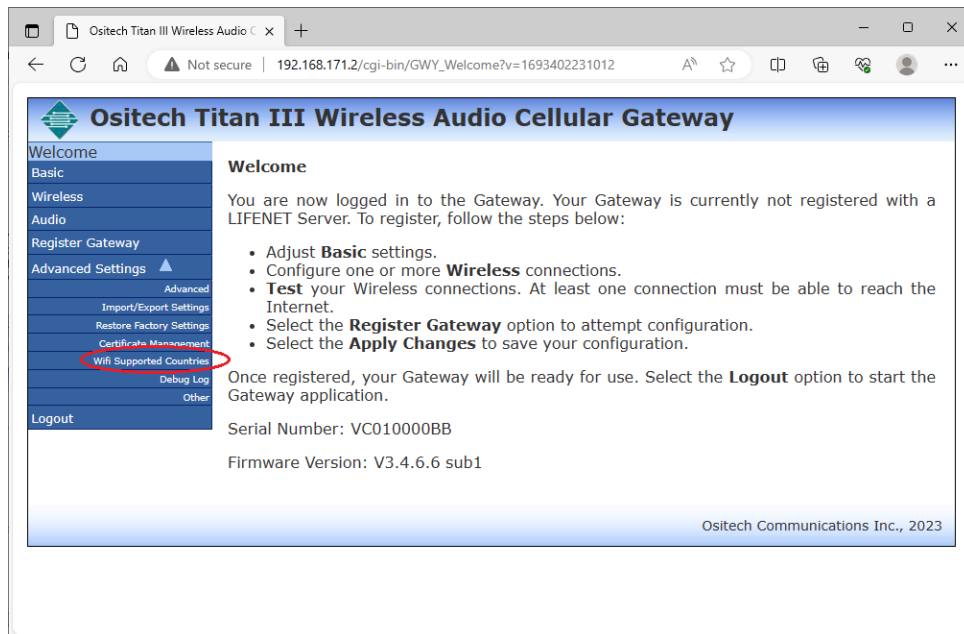 Ositech Titan III Wireless Audio C
Not secure 192.168.171.2/cgi-bin/GWY_Welcome?v=1693402231012
Ositech Titan III Wireless Audio Cellular Gateway
Welcome
Basic
Wireless
Audio
Register Gateway
Advanced Settings
Advanced
Import/Export Settings
Restore Factory Settings
Certificate Management
Wifi Supported Countries
Debug Log
Other
Logout
Welcome
You are now logged in to the Gateway. Your Gateway is currently not registered with a
LIFENET Server. To register, follow the steps below:
• Adjust Basic settings.
• Configure one or more Wireless connections.
• Test your Wireless connections. At least one connection must be able to reach the
Internet.
• Select the Register Gateway option to attempt configuration.
• Select the Apply Changes to save your configuration.
Once registered, your Gateway will be ready for use. Select the Logout option to start the
Gateway application.
Serial Number: VC010000BB
Firmware Version: V3.4.6.6 sub1
Ositech Communications Inc., 2023